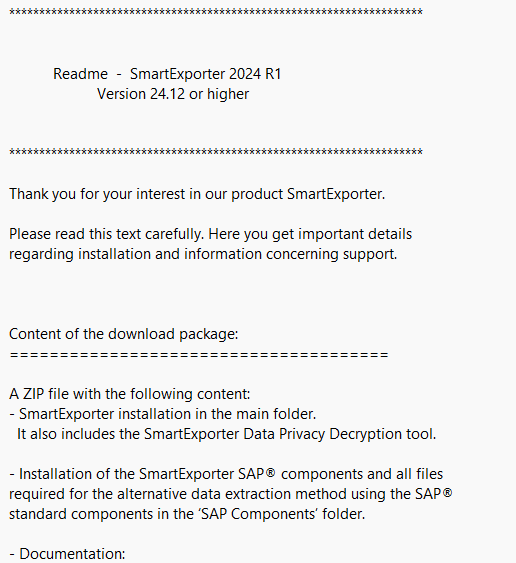 *********************************************************************
Readme  -  SmartExporter 2024 R1
Version 24.12 or higher
*********************************************************************
Thank you for your interest in our product SmartExporter.
Please read this text carefully. Here you get important details
regarding installation and information concerning support.
Content of the download package:
======================================
A ZIP file with the following content:
- SmartExporter installation in the main folder.
It also includes the SmartExporter Data Privacy Decryption tool.
- Installation of the SmartExporter SAP® components and all files
required for the alternative data extraction method using the SAP®
standard components in the ‘SAP Components’ folder.
- Documentation: